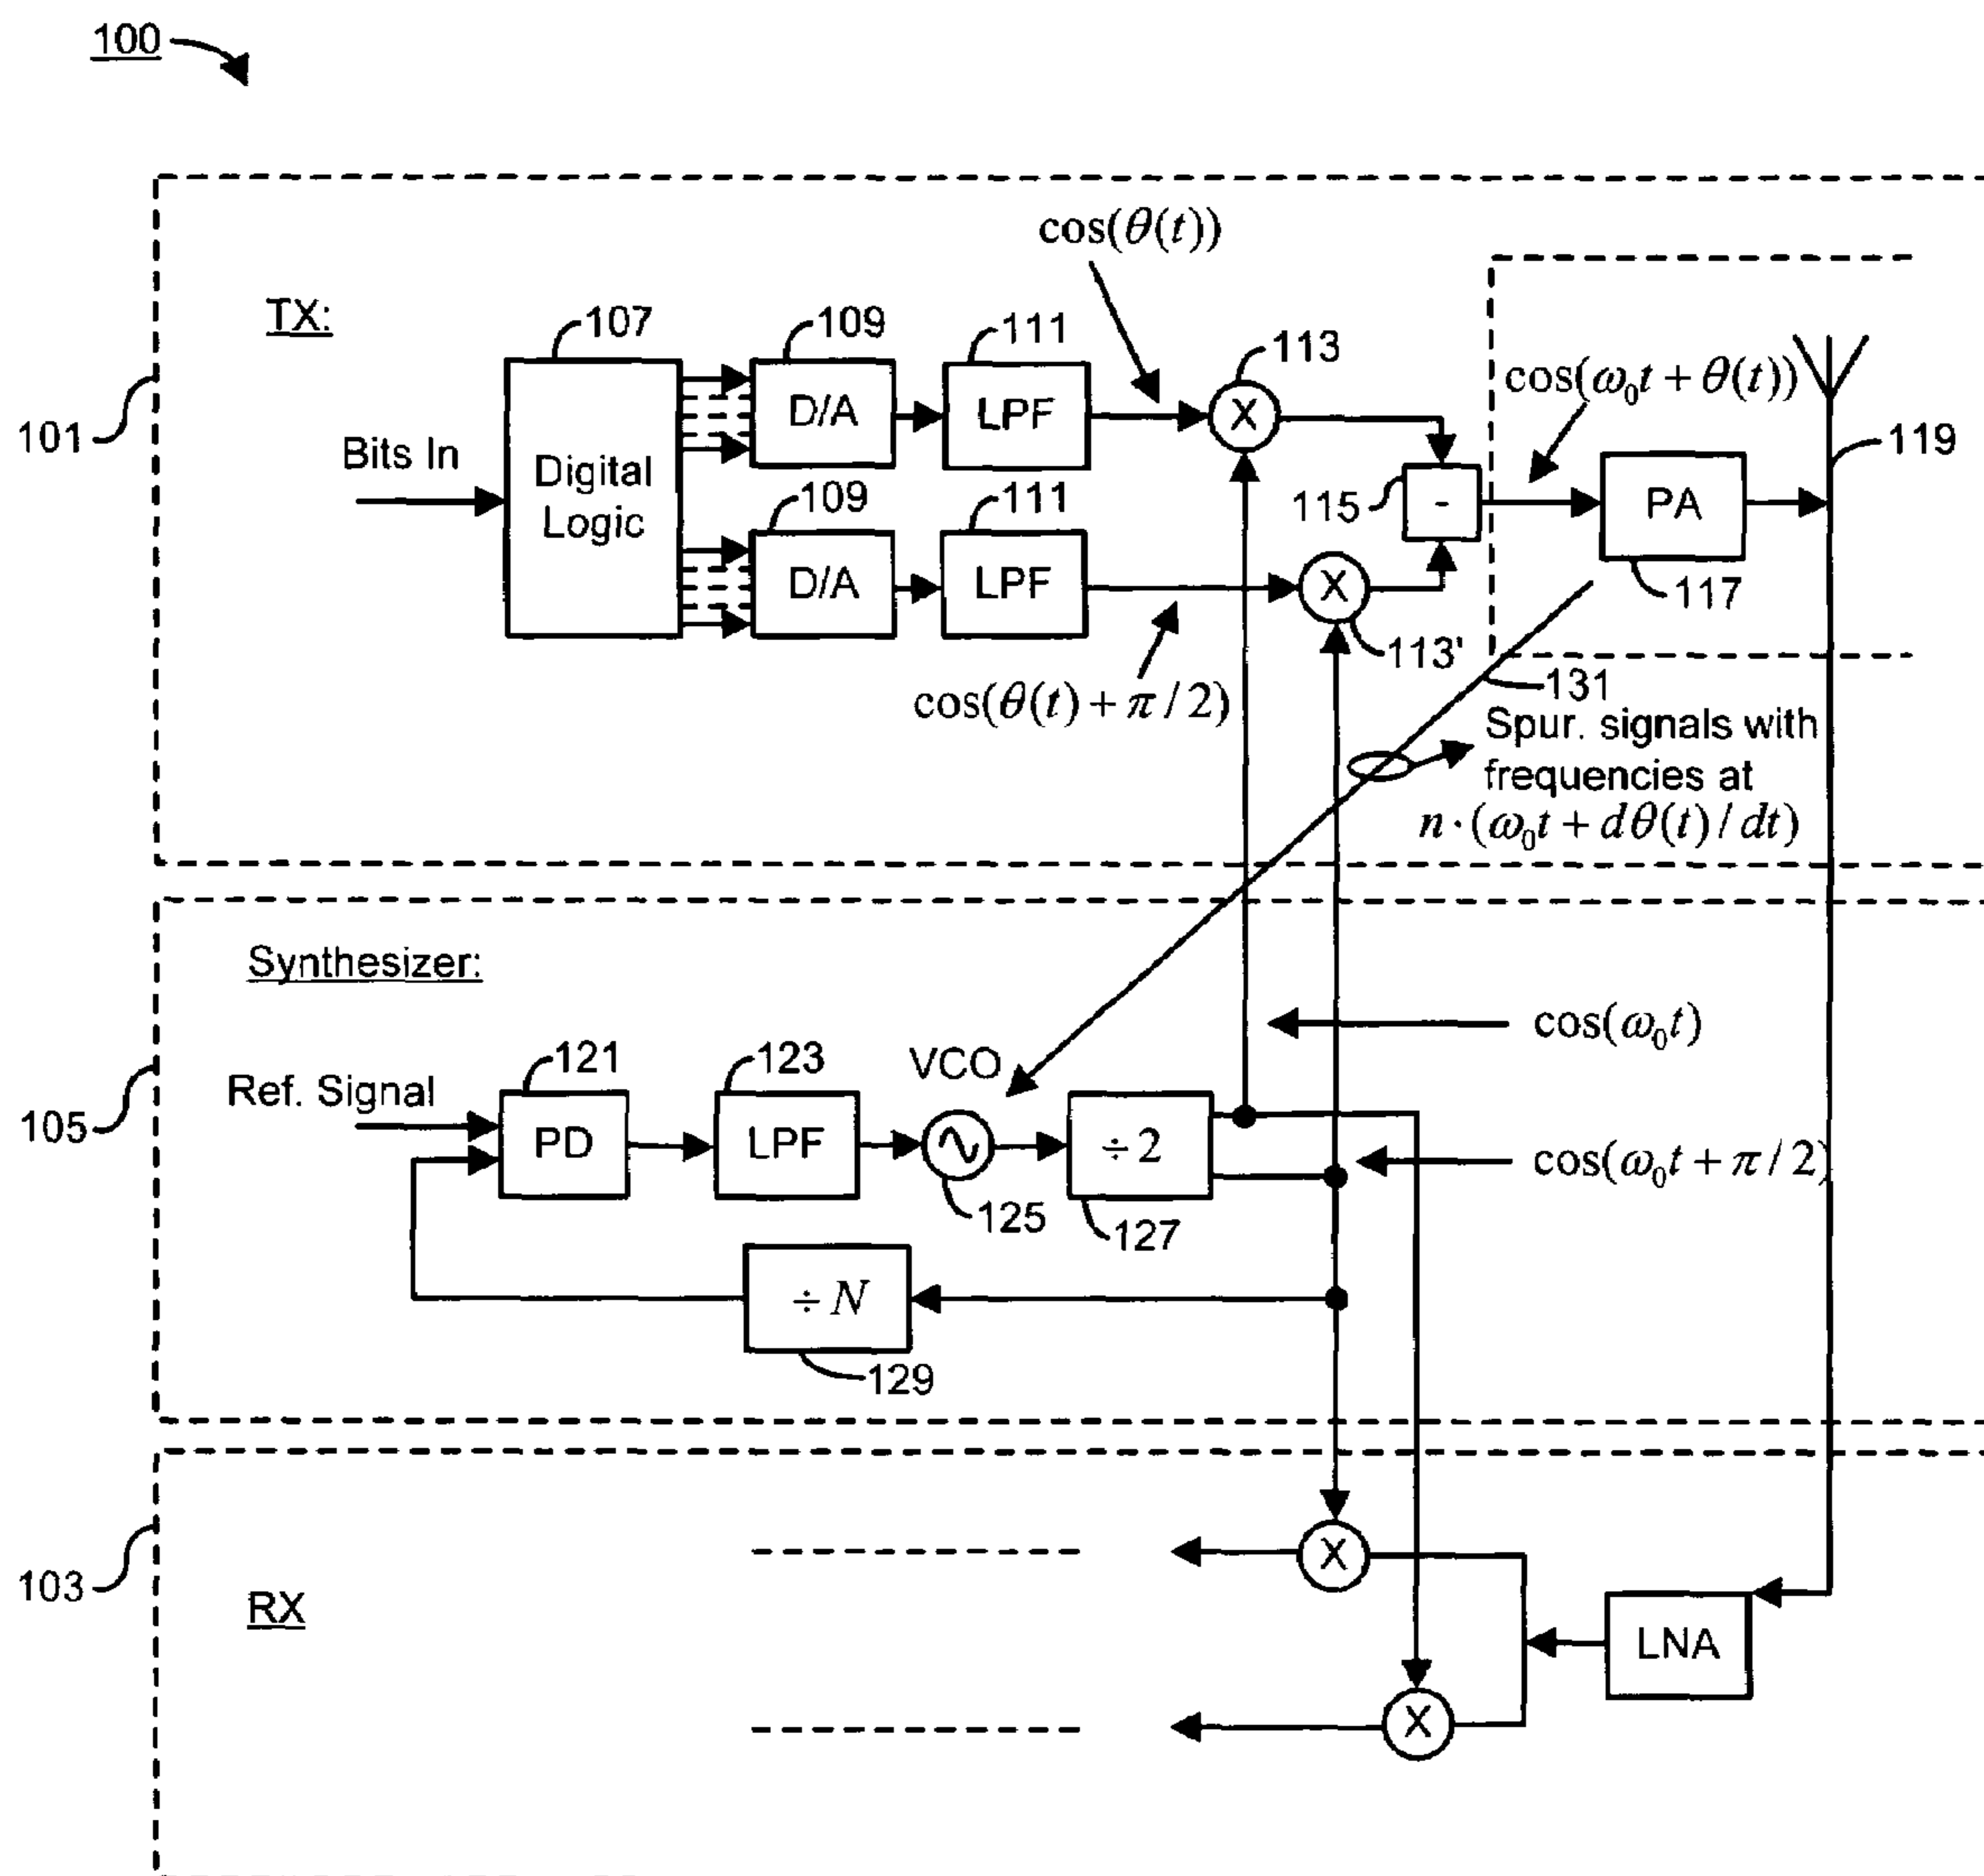 100
cos(θ(t))
TX:
107
109
111
113
101
Bits In
Digital
Logic
D/A
LPF
cos(ω₀t + θ(t))
119
115
-
PA
117
109
111
D/A
LPF
X
X
113'
cos(θ(t) + π/2)
131
Spur. signals with
frequencies at
n·(ω₀t + dθ(t)/dt)
Synthesizer:
105
Ref. Signal
121
PD
123
LPF
VCO
125
÷2
127
cos(ω₀t)
cos(ω₀t + π/2)
÷N
129
103
RX
X
X
LNA